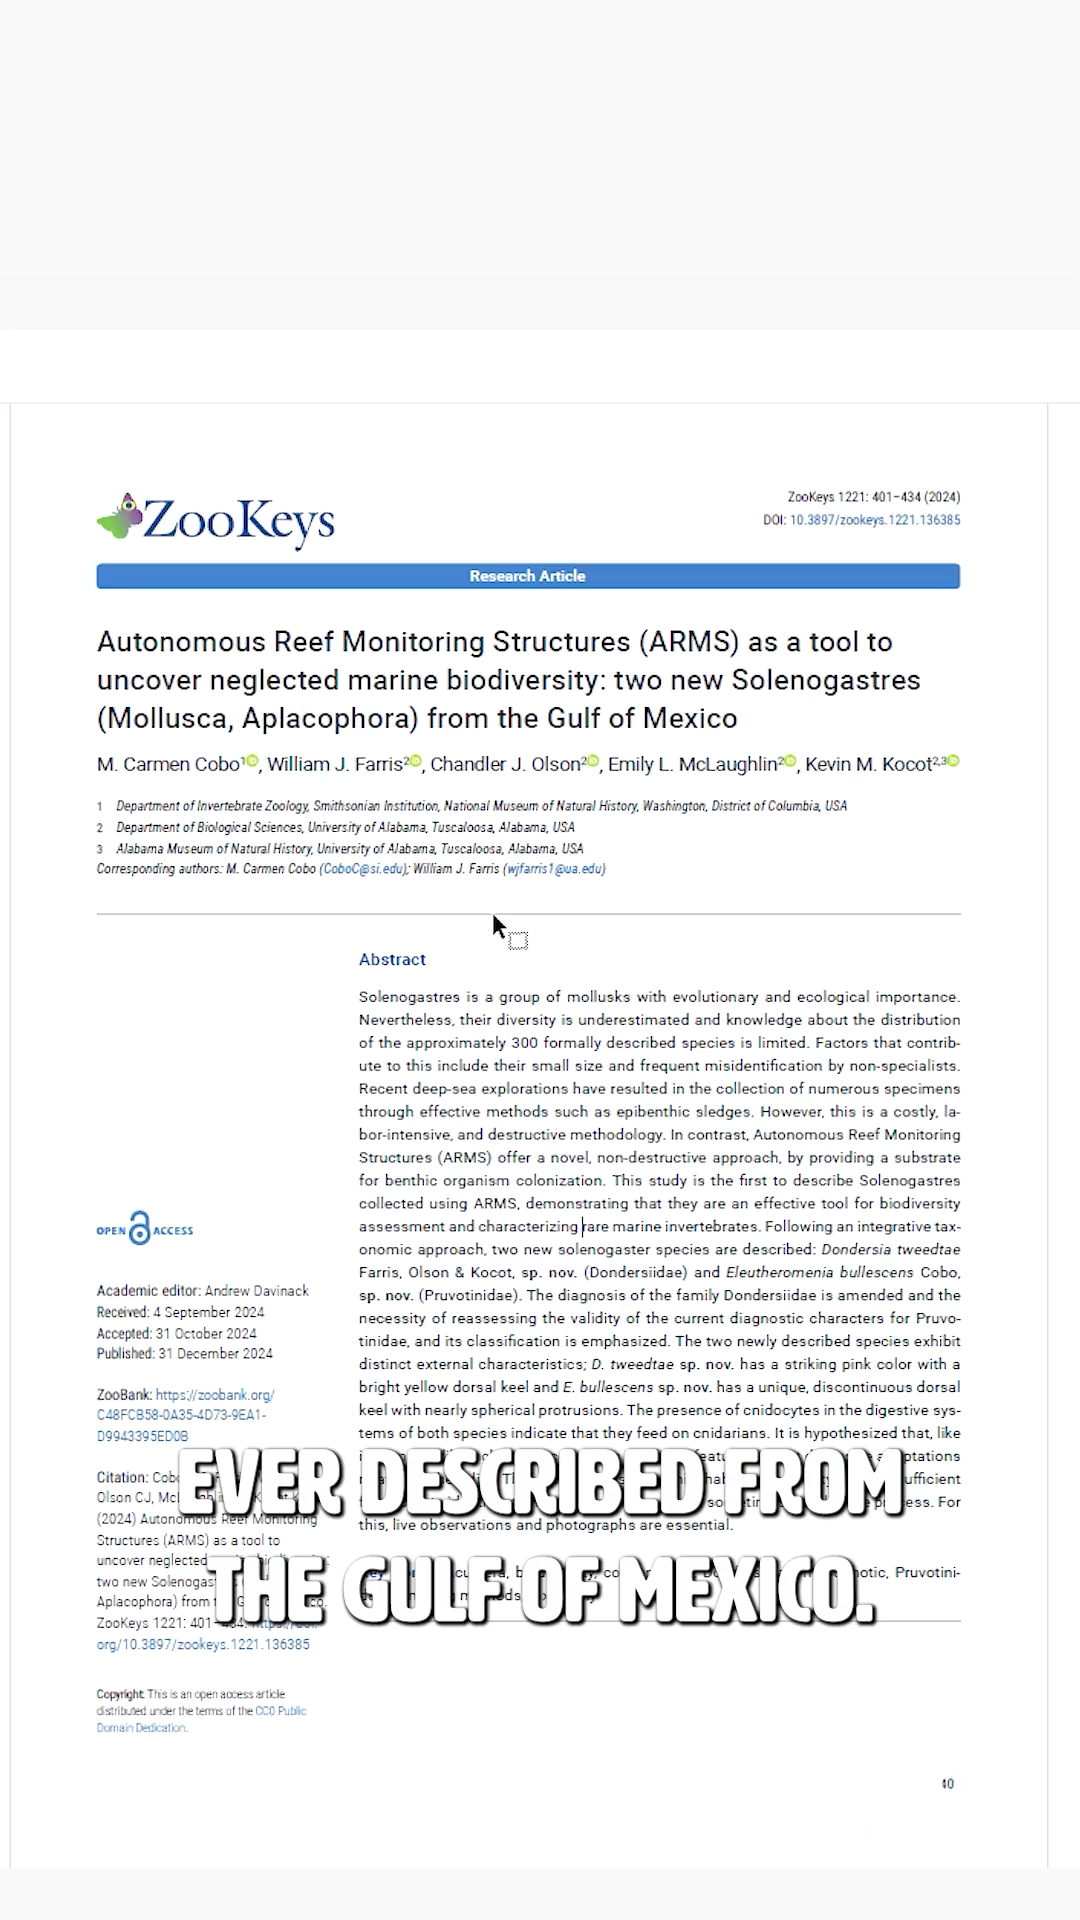 ZooKeys
ZooKeys 1221: 401–434 (2024)
DOI: 10.3897/zookeys.1221.136385
Research Article
Autonomous Reef Monitoring Structures (ARMS) as a tool to
uncover neglected marine biodiversity: two new Solenogastres
(Mollusca, Aplacophora) from the Gulf of Mexico
M. Carmen Cobo1, William J. Farris2, Chandler J. Olson2, Emily L. McLaughlin2, Kevin M. Kocot2,3
1 Department of Invertebrate Zoology, Smithsonian Institution, National Museum of Natural History, Washington, District of Columbia, USA
2 Department of Biological Sciences, University of Alabama, Tuscaloosa, Alabama, USA
3 Alabama Museum of Natural History, University of Alabama, Tuscaloosa, Alabama, USA
Corresponding authors: M. Carmen Cobo (CoboC@si.edu); William J. Farris (wjfarris1@ua.edu)
Abstract
Solenogastres is a group of mollusks with evolutionary and ecological importance.
Nevertheless, their diversity is underestimated and knowledge about the distribution
of the approximately 300 formally described species is limited. Factors that contrib-
ute to this include their small size and frequent misidentification by non-specialists.
Recent deep-sea explorations have resulted in the collection of numerous specimens
through effective methods such as epibenthic sledges. However, this is a costly, la-
bor-intensive, and destructive methodology. In contrast, Autonomous Reef Monitoring
Structures (ARMS) offer a novel, non-destructive approach, by providing a substrate
for benthic organism colonization. This study is the first to describe Solenogastres
collected using ARMS, demonstrating that they are an effective tool for biodiversity
assessment and characterizing rare marine invertebrates. Following an integrative tax-
onomic approach, two new solenogaster species are described: Dondersia tweedtae
Farris, Olson & Kocot, sp. nov. (Dondersiidae) and Eleutheromenia bullescens Cobo,
sp. nov. (Pruvotinidae). The diagnosis of the family Dondersiidae is amended and the
necessity of reassessing the validity of the current diagnostic characters for Pruvo-
tinidae, and its classification is emphasized. The two newly described species exhibit
distinct external characteristics; D. tweedtae sp. nov. has a striking pink color with a
bright yellow dorsal keel and E. bullescens sp. nov. has a unique, discontinuous dorsal
keel with nearly spherical protrusions. The presence of cnidocytes in the digestive sys-
tems of both species indicate that they feed on cnidarians. It is hypothesized that, like
this, live observations and photographs are essential.
OPEN ACCESS
Academic editor: Andrew Davinack
Received: 4 September 2024
Accepted: 31 October 2024
Published: 31 December 2024
ZooBank: https://zoobank.org/
C48FCB58-0A35-4D73-9EA1-
D9943395ED0B
Citation:
(2024) Autonomous Reef Monitoring
Structures (ARMS) as a tool to
uncover neglected
two new
Aplacophora)
ZooKeys 1221: 401
org/10.3897/zookeys.1221.136385
Copyright: This is an open access article
distributed under the terms of the CC0 Public
Domain Dedication.
EVER DESCRIBED FROM
THE GULF OF MEXICO.